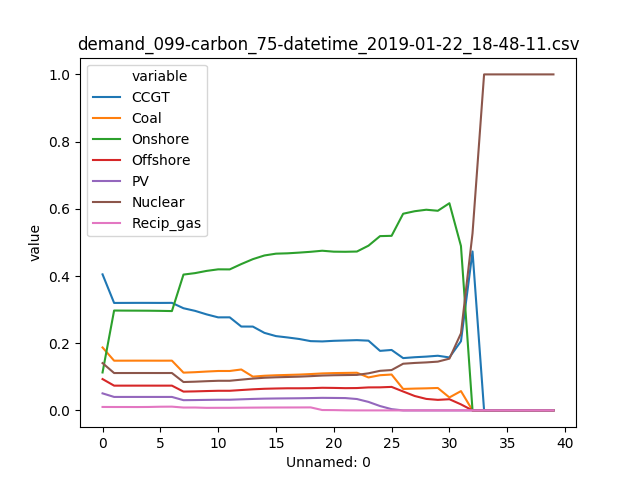 demand_099-carbon_75-datetime_2019-01-22_18-48-11.csv
variable
CCGT
Coal
Onshore
Offshore
PV
Nuclear
Recip_gas
1.0
0.8
0.6
0.4
0.2
0.0
value
0 5 10 15 20 25 30 35 40
Unnamed: 0